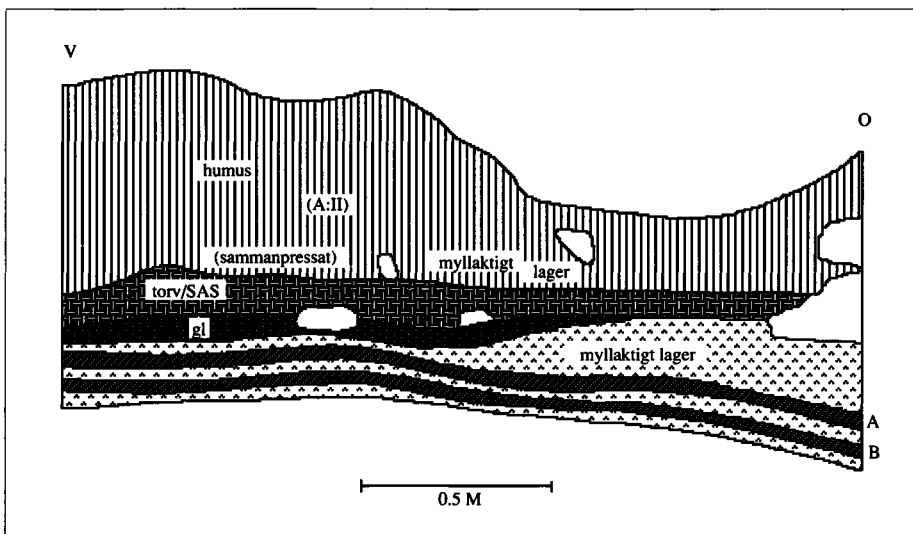 V
O
humus
(A:II)
(sammanpressat)
myllaktigt
lager
torv/SAS
gl
myllaktigt lager
A
B
0.5 M